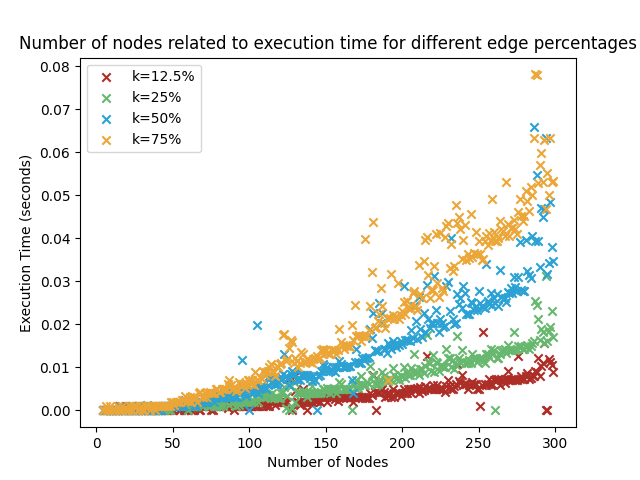 Number of nodes related to execution time for different edge percentages
k=12.5%
k=25%
k=50%
k=75%
0.08
0.07
0.06
0.05
0.04
0.03
0.02
0.01
0.00
Execution Time (seconds)
0 50 100 150 200 250 300
Number of Nodes